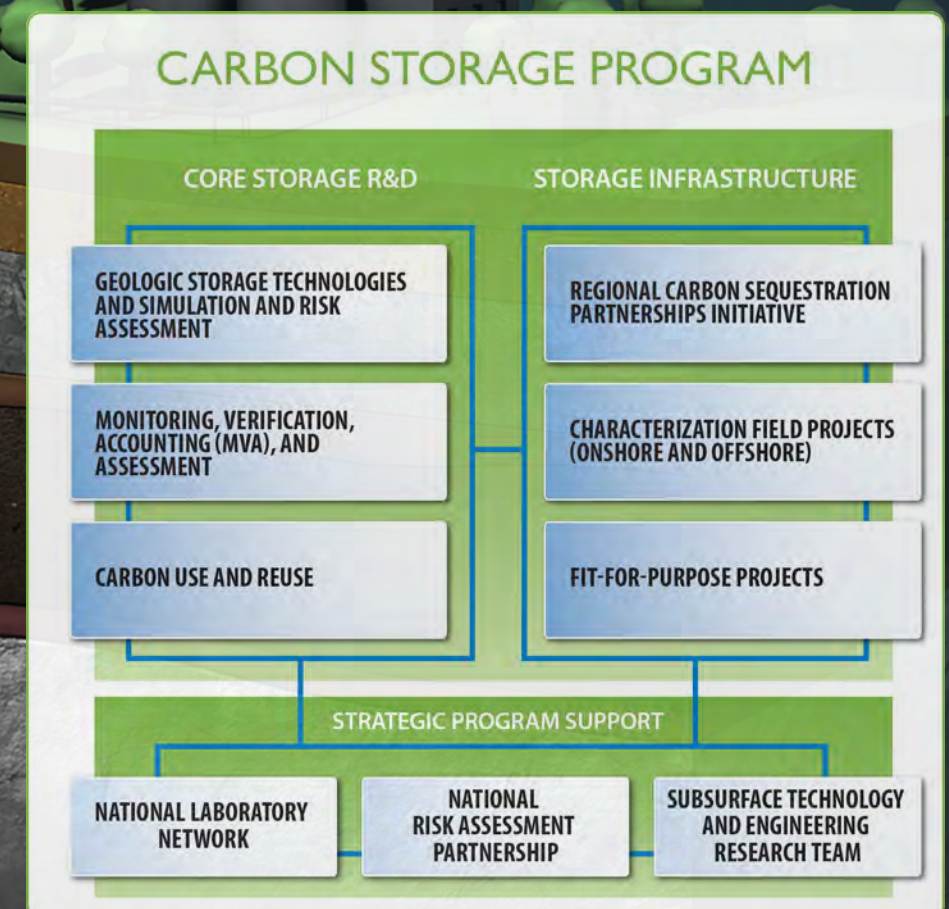 CARBON STORAGE PROGRAM
CORE STORAGE R&D
GEOLOGIC STORAGE TECHNOLOGIES
AND SIMULATION AND RISK
ASSESSMENT
MONITORING, VERIFICATION,
ACCOUNTING (MVA), AND
ASSESSMENT
CARBON USE AND REUSE
STORAGE INFRASTRUCTURE
REGIONAL CARBON SEQUESTRATION
PARTNERSHIPS INITIATIVE
CHARACTERIZATION FIELD PROJECTS
(ONSHORE AND OFFSHORE)
FIT-FOR-PURPOSE PROJECTS
STRATEGIC PROGRAM SUPPORT
NATIONAL LABORATORY
NETWORK
NATIONAL
RISK ASSESSMENT
PARTNERSHIP
SUBSURFACE TECHNOLOGY
AND ENGINEERING
RESEARCH TEAM